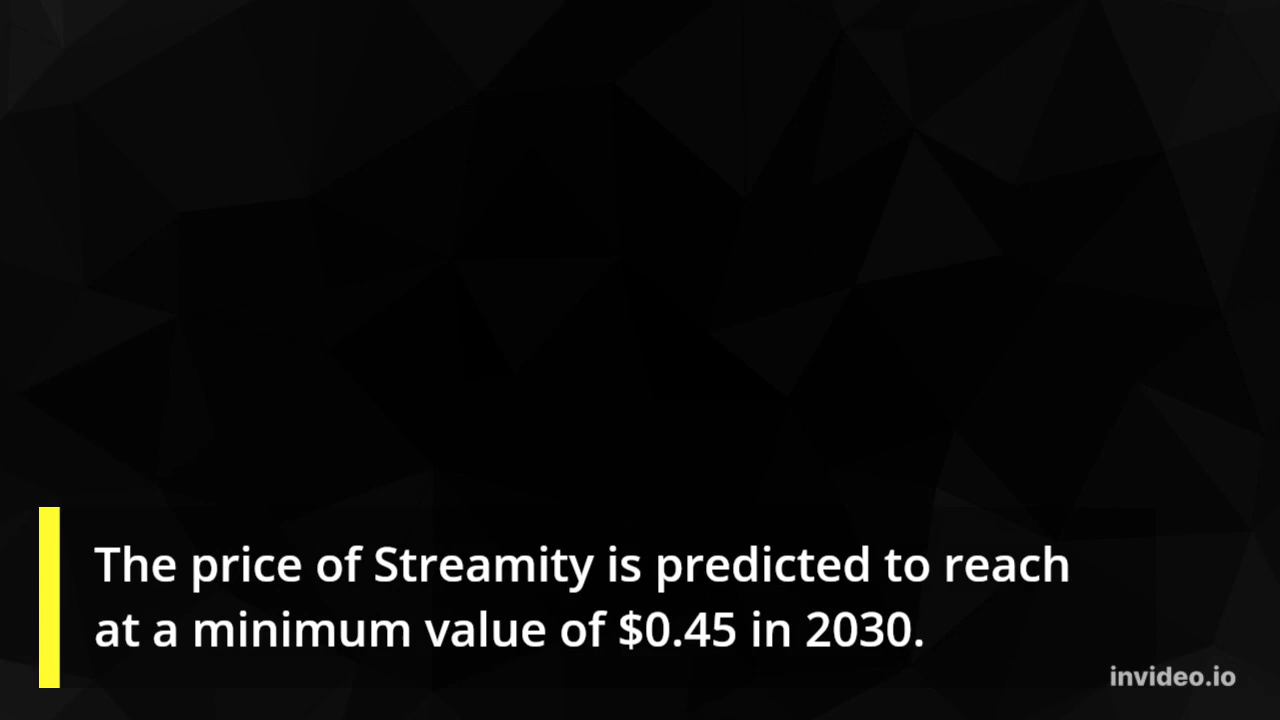 The price of Streamity is predicted to reach
at a minimum value of $0.45 in 2030.
invideo.io